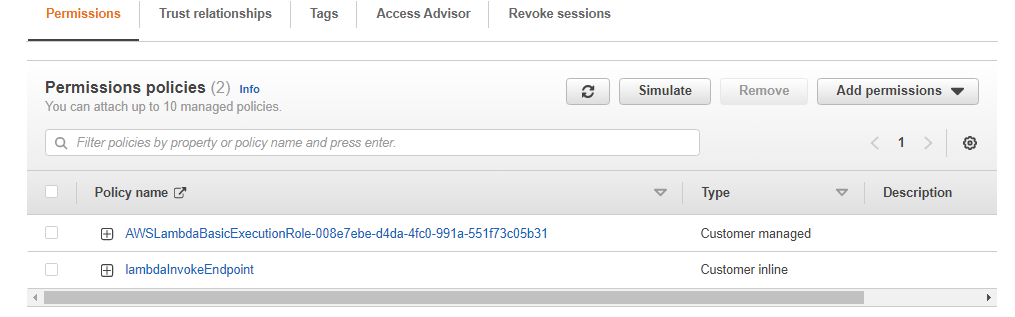 Permissions Trust relationships Tags Access Advisor Revoke sessions
Permissions policies (2) Info
You can attach up to 10 managed policies.
Simulate Remove Add permissions
Filter policies by property or policy name and press enter.
1
Policy name Type Description
AWSLambdaBasicExecutionRole-008e7ebe-d4da-4fc0-991a-551f73c05b31 Customer managed
lambdaInvokeEndpoint Customer inline